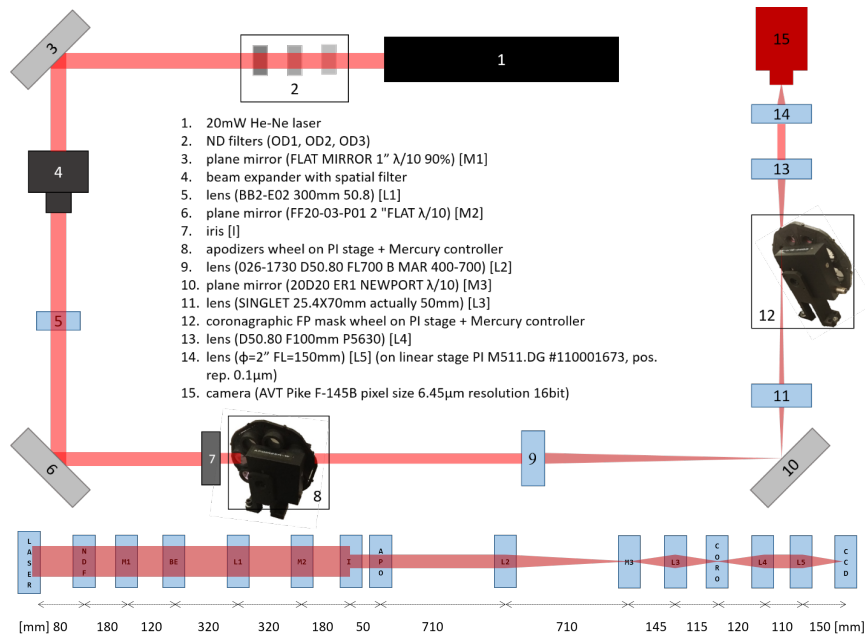 1
2
3
4
5
6
7
8
9
10
11
12
13
14
15
1. 20mW He-Ne laser
2. ND filters (OD1, OD2, OD3)
3. plane mirror (FLAT MIRROR 1” λ/10 90%) [M1]
4. beam expander with spatial filter
5. lens (BB2-E02 300mm 50.8) [L1]
6. plane mirror (FF20-03-P01 2 "FLAT λ/10) [M2]
7. iris [I]
8. apodizers wheel on PI stage + Mercury controller
9. lens (026-1730 D50.80 FL700 B MAR 400-700) [L2]
10. plane mirror (20D20 ER1 NEWPORT λ/10) [M3]
11. lens (SINGLET 25.4X70mm actually 50mm) [L3]
12. coronagraphic FP mask wheel on PI stage + Mercury controller
13. lens (D50.80 F100mm P5630) [L4]
14. lens (ϕ=2” FL=150mm) [L5] (on linear stage PI M511.DG #110001673, pos.
rep. 0.1µm)
15. camera (AVT Pike F-145B pixel size 6.45µm resolution 16bit)
LASER
NDF
M1
BE
L1
M2
I
APO
L2
M3
L3
CORO
L4
L5
CCD
[mm] 80 180 120 320 320 180 50 710 710 145 115 120 110 150 [mm]